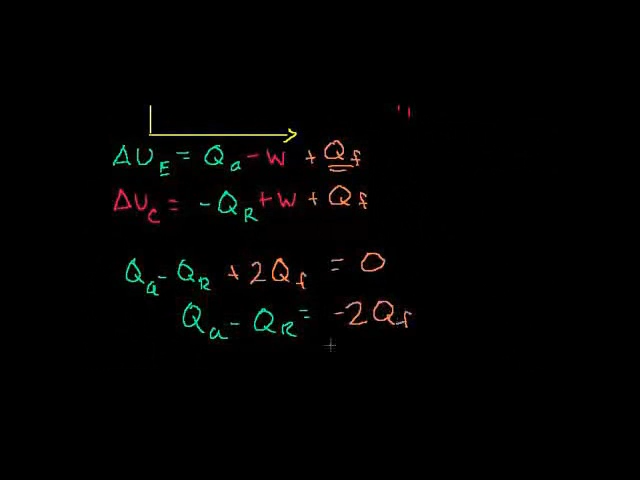 ΔU_E = Q_a - W + Q_f
ΔU_C = -Q_R + W + Q_f
Q_a - Q_R + 2Q_f = 0
Q_a - Q_R = -2Q_f